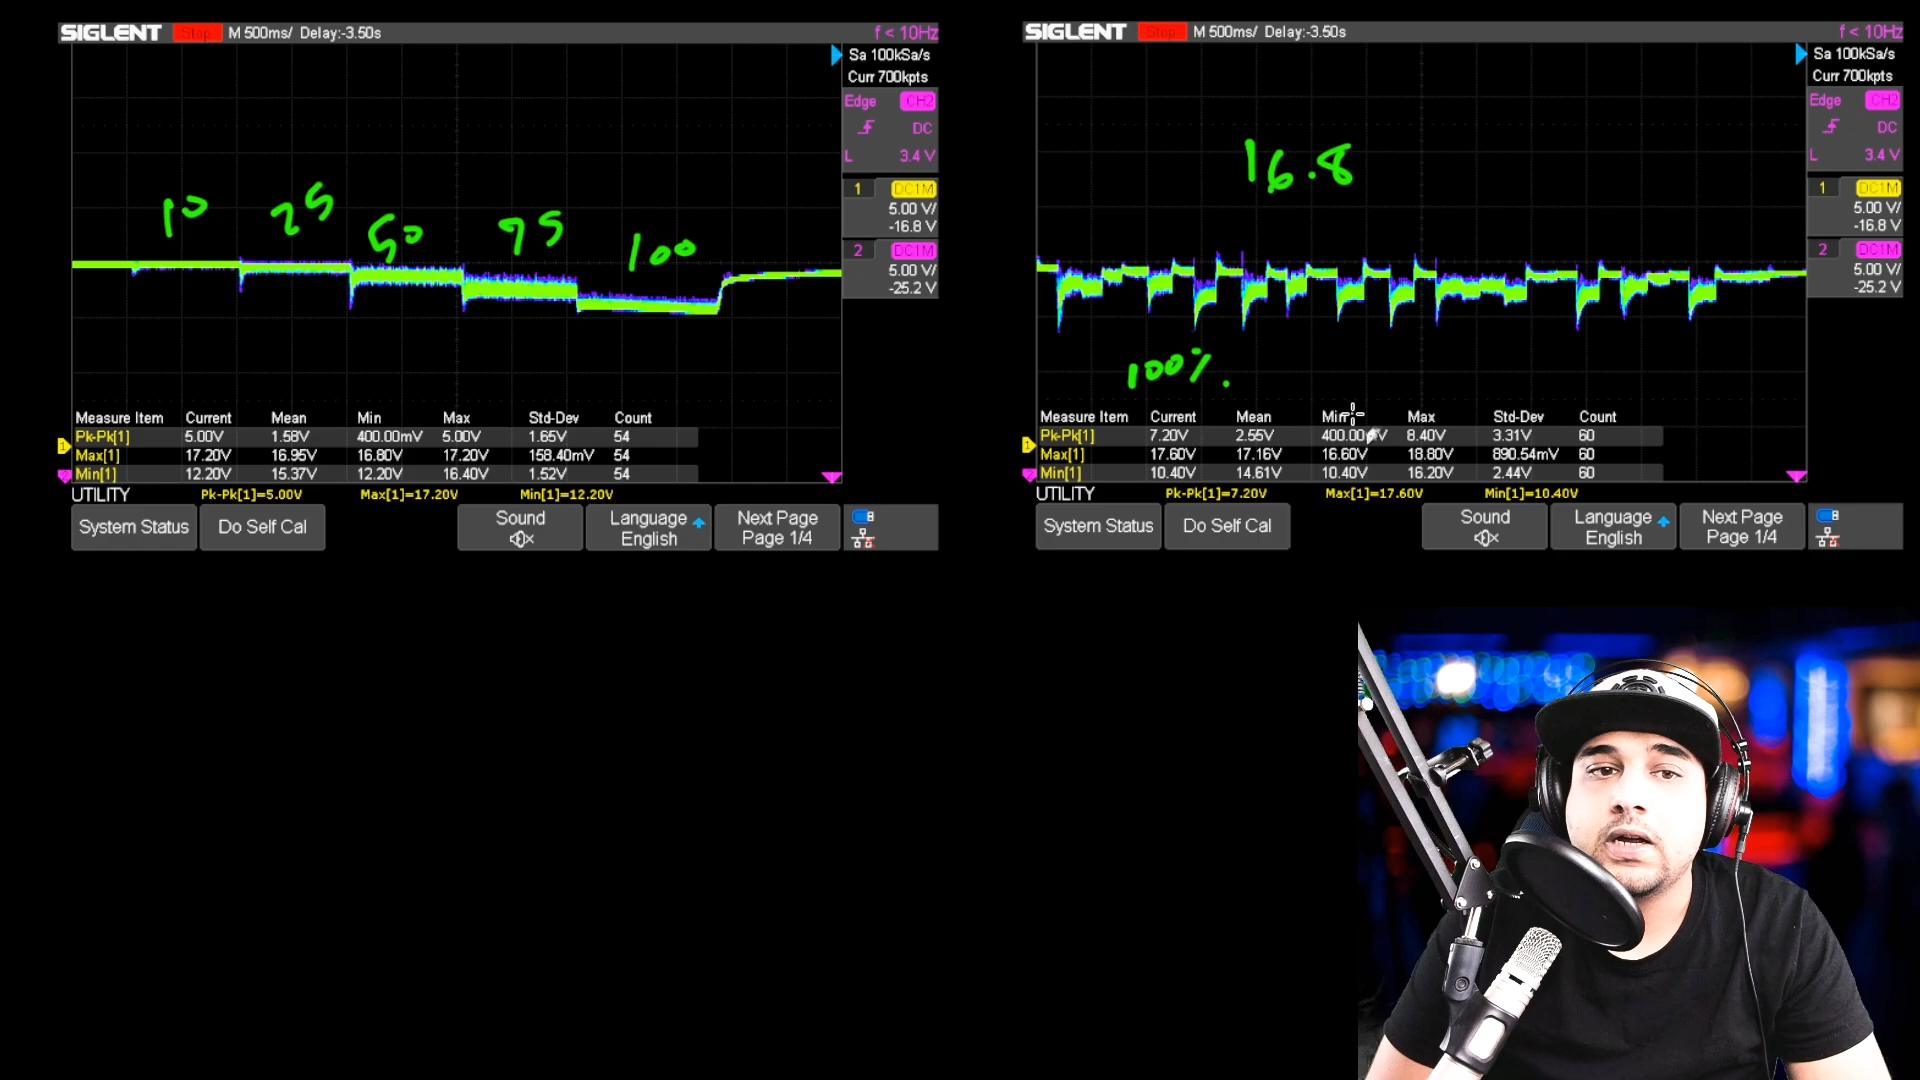 SIGLENT Stop M 500ms/ Delay:-3.50s f < 10Hz
Sa 100kSa/s
Curr 700kpts
Edge CH2
DC
L 3.4 V
1 DC1M
5.00 V/
-16.8 V
2 DC1M
5.00 V/
-25.2 V
10 25 50 75 100
Measure Item Current Mean Min Max Std-Dev Count
Pk-Pk[1] 5.00V 1.58V 400.00mV 5.00V 1.65V 54
Max[1] 17.20V 16.95V 16.80V 17.20V 158.40mV 54
Min[1] 12.20V 15.37V 12.20V 16.40V 1.52V 54
UTILITY Pk-Pk[1]=5.00V Max[1]=17.20V Min[1]=12.20V
System Status Do Self Cal Sound Language English Next Page Page 1/4
SIGLENT Stop M 500ms/ Delay:-3.50s f < 10Hz
Sa 100kSa/s
Curr 700kpts
Edge CH2
DC
L 3.4 V
1 DC1M
5.00 V/
-16.8 V
2 DC1M
5.00 V/
-25.2 V
16.8
100%.
Measure Item Current Mean Min Max Std-Dev Count
Pk-Pk[1] 7.20V 2.55V 400.00 V 8.40V 3.31V 60
Max[1] 17.60V 17.16V 16.60V 18.80V 890.54mV 60
Min[1] 10.40V 14.61V 10.40V 16.20V 2.44V 60
UTILITY Pk-Pk[1]=7.20V Max[1]=17.60V Min[1]=10.40V
System Status Do Self Cal Sound Language English Next Page Page 1/4